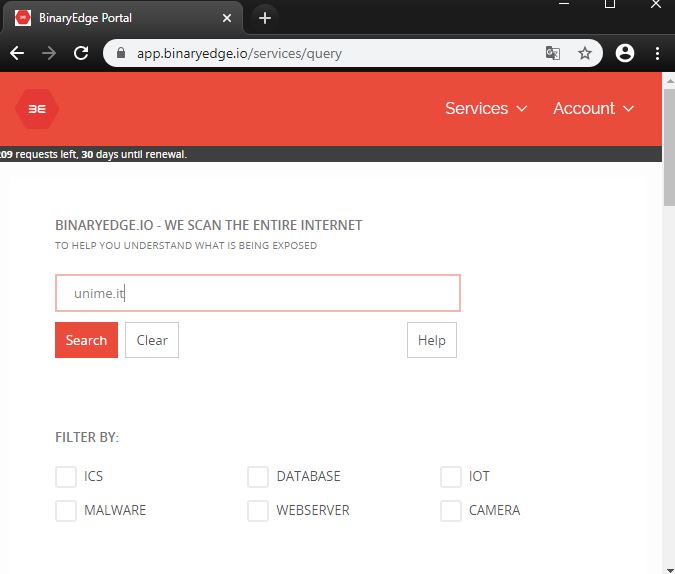 BinaryEdge Portal
app.binaryedge.io/services/query
Services Account
09 requests left, 30 days until renewal.
BINARYEDGE.IO - WE SCAN THE ENTIRE INTERNET
TO HELP YOU UNDERSTAND WHAT IS BEING EXPOSED
unime.it
Search Clear Help
FILTER BY:
ICS DATABASE IOT
MALWARE WEBSERVER CAMERA